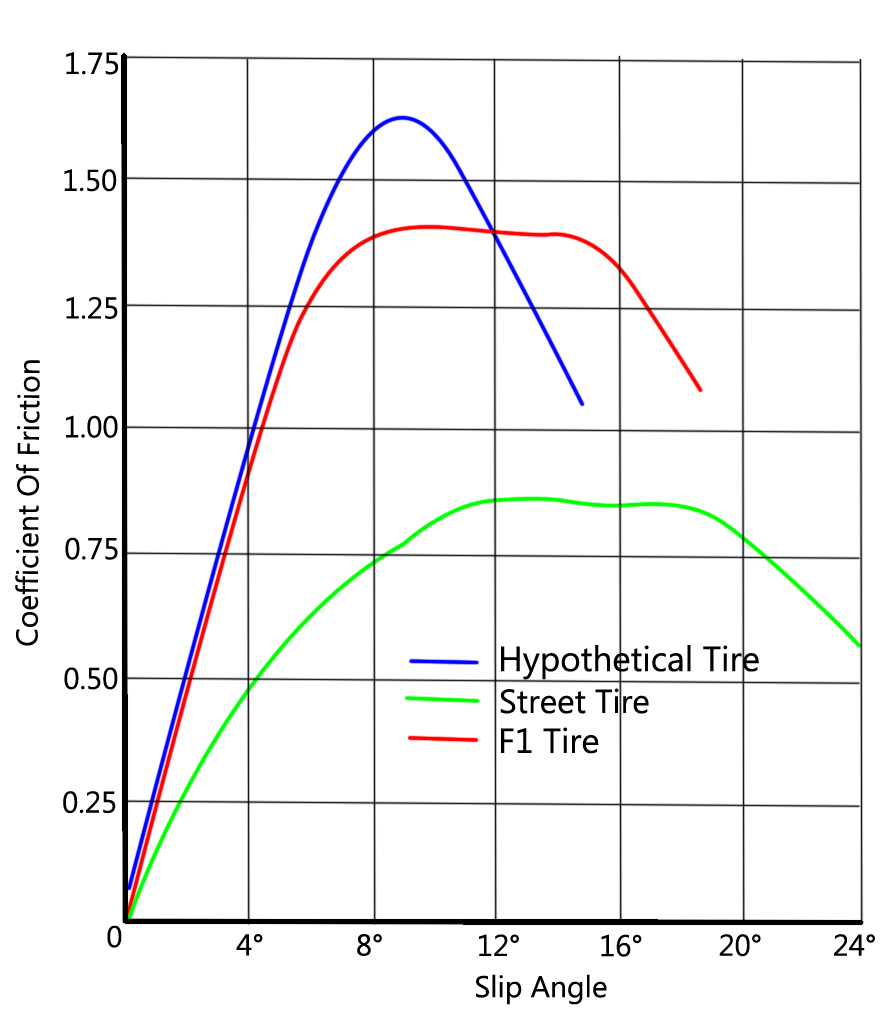 1.75
1.50
1.25
1.00
0.75
0.50
0.25
0
4°
8°
12°
16°
20°
24°
Slip Angle
Coefficient Of Friction
Hypothetical Tire
Street Tire
F1 Tire